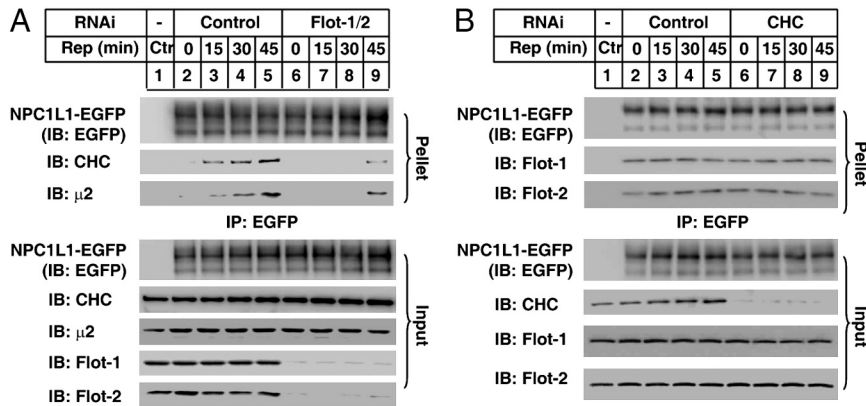 A
RNAi - Control Flot-1/2
Rep (min) Ctr 0 15 30 45 0 15 30 45
1 2 3 4 5 6 7 8 9
NPC1L1-EGFP
(IB: EGFP)
IB: CHC
IB: μ2
Pellet
IP: EGFP
NPC1L1-EGFP
(IB: EGFP)
IB: CHC
IB: μ2
IB: Flot-1
IB: Flot-2
Input
B
RNAi - Control CHC
Rep (min) Ctr 0 15 30 45 0 15 30 45
1 2 3 4 5 6 7 8 9
NPC1L1-EGFP
(IB: EGFP)
IB: Flot-1
IB: Flot-2
Pellet
IP: EGFP
NPC1L1-EGFP
(IB: EGFP)
IB: CHC
IB: Flot-1
IB: Flot-2
Input